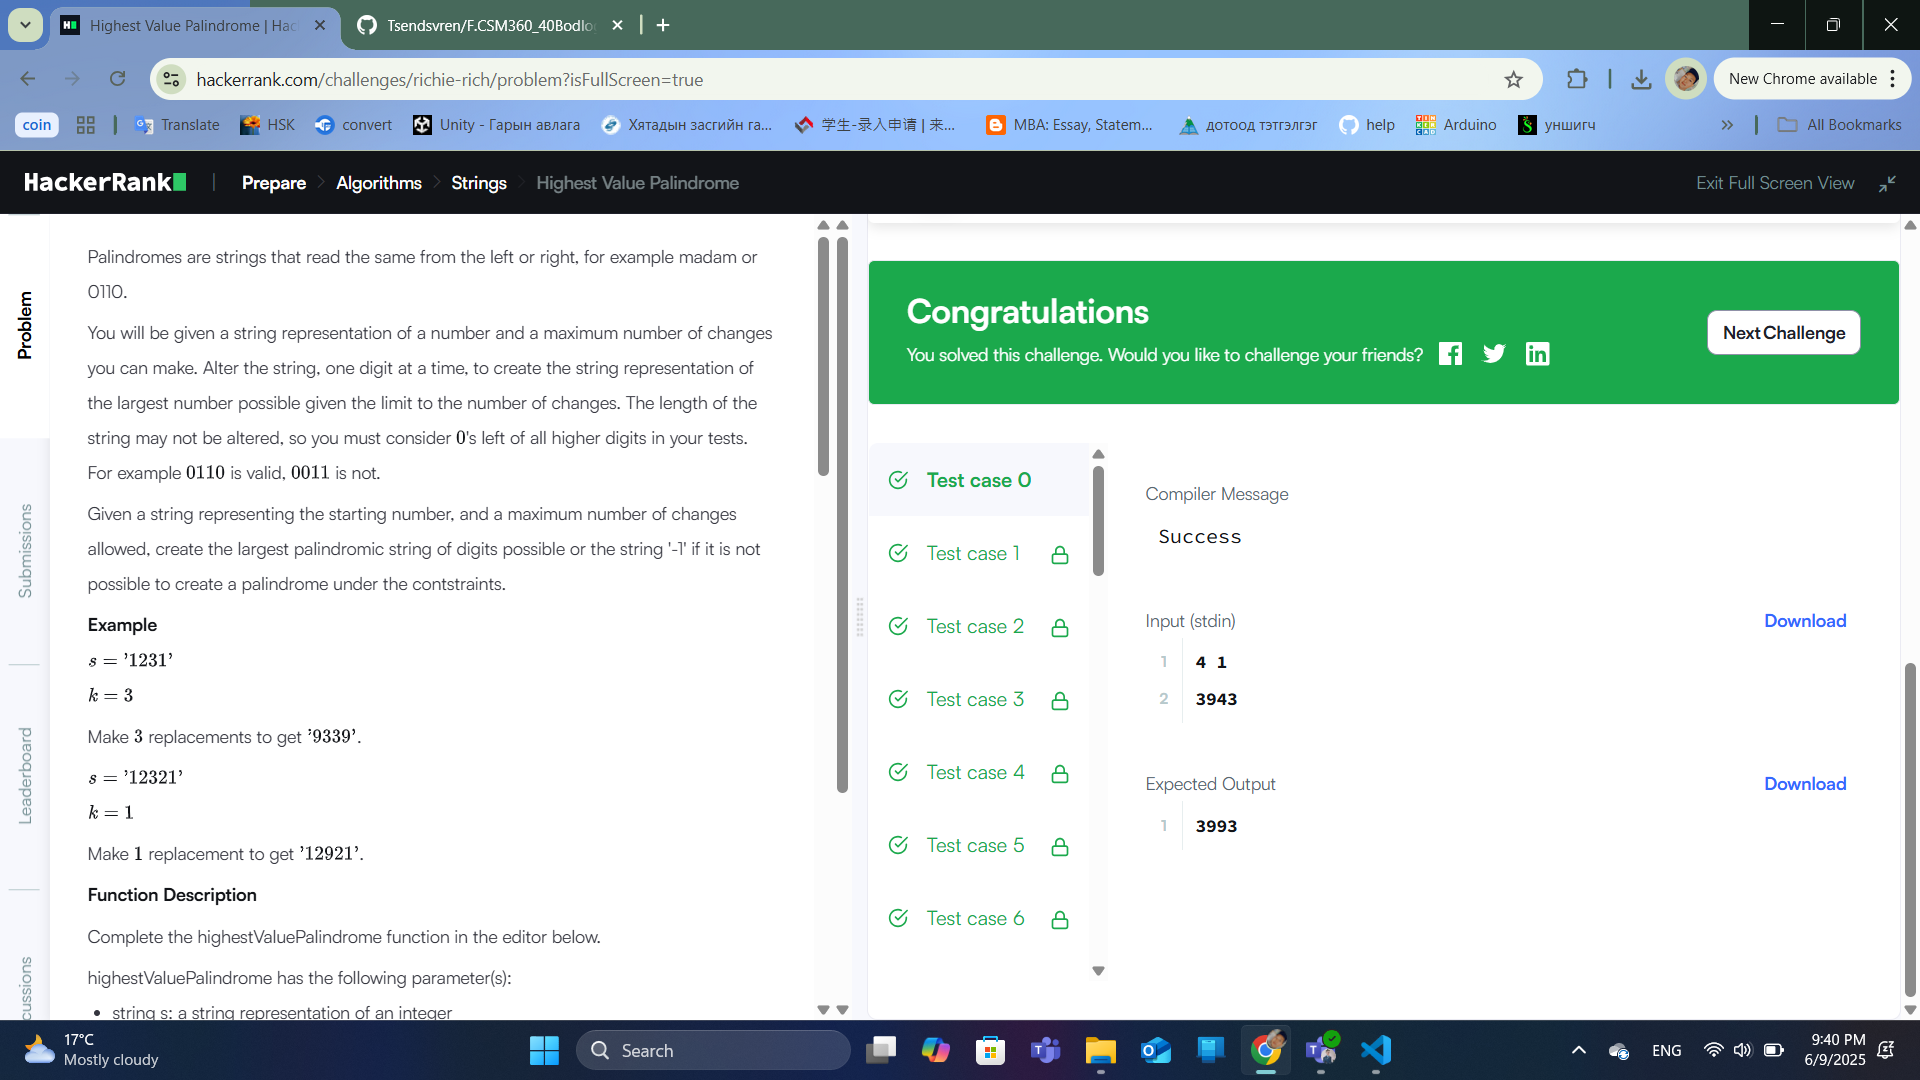 Highest Value Palindrome | Hac
Tsendsvren/F.CSM360_40Bodlo
hackerrank.com/challenges/richie-rich/problem?isFullScreen=true
New Chrome available
coin
Translate
HSK
convert
Unity - Гарын авлага
Хятадын засгийн га...
学生-录入申请 | 来...
MBA: Essay, Statem...
дотоод тэтгэлгэг
help
Arduino
уншигч
All Bookmarks
HackerRank
Prepare
Algorithms
Strings
Highest Value Palindrome
Exit Full Screen View
Problem
Submissions
Leaderboard
cussions
Palindromes are strings that read the same from the left or right, for example madam or
0110.
You will be given a string representation of a number and a maximum number of changes
you can make. Alter the string, one digit at a time, to create the string representation of
the largest number possible given the limit to the number of changes. The length of the
string may not be altered, so you must consider 0's left of all higher digits in your tests.
For example 0110 is valid, 0011 is not.
Given a string representing the starting number, and a maximum number of changes
allowed, create the largest palindromic string of digits possible or the string '-1' if it is not
possible to create a palindrome under the contstraints.
Example
s = '1231'
k = 3
Make 3 replacements to get '9339'.
s = '12321'
k = 1
Make 1 replacement to get '12921'.
Function Description
Complete the highestValuePalindrome function in the editor below.
highestValuePalindrome has the following parameter(s):
• string s: a string representation of an integer
Congratulations
You solved this challenge. Would you like to challenge your friends?
Next Challenge
Test case 0
Test case 1
Test case 2
Test case 3
Test case 4
Test case 5
Test case 6
Compiler Message
Success
Input (stdin)
Download
1 4 1
2 3943
Expected Output
Download
1 3993
17°C
Mostly cloudy
Search
ENG
9:40 PM
6/9/2025